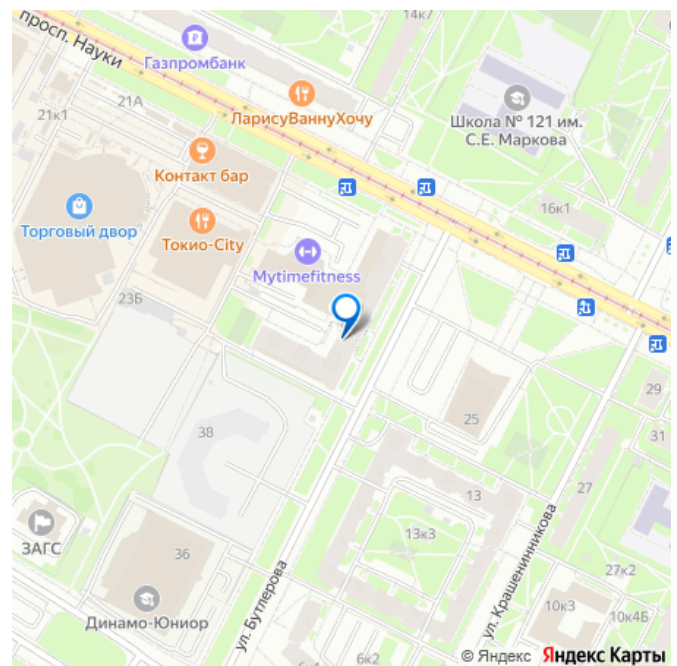 14к7
просп. Науки
Газпромбанк
21к1
21А
ЛарисуВаннуХочу
Школа № 121 им.
С.Е. Маркова
Контакт бар
16к1
Торговый двор
Токио-City
Mytimefitness
23Б
29
25
31
38
13
27
13к3
ЗАГС
36
27к2
ул. Бутлерова
ул. Крашенинникова
10к3
10к4Б
Динамо-Юниор
6к2
© Яндекс Яндекс Карты